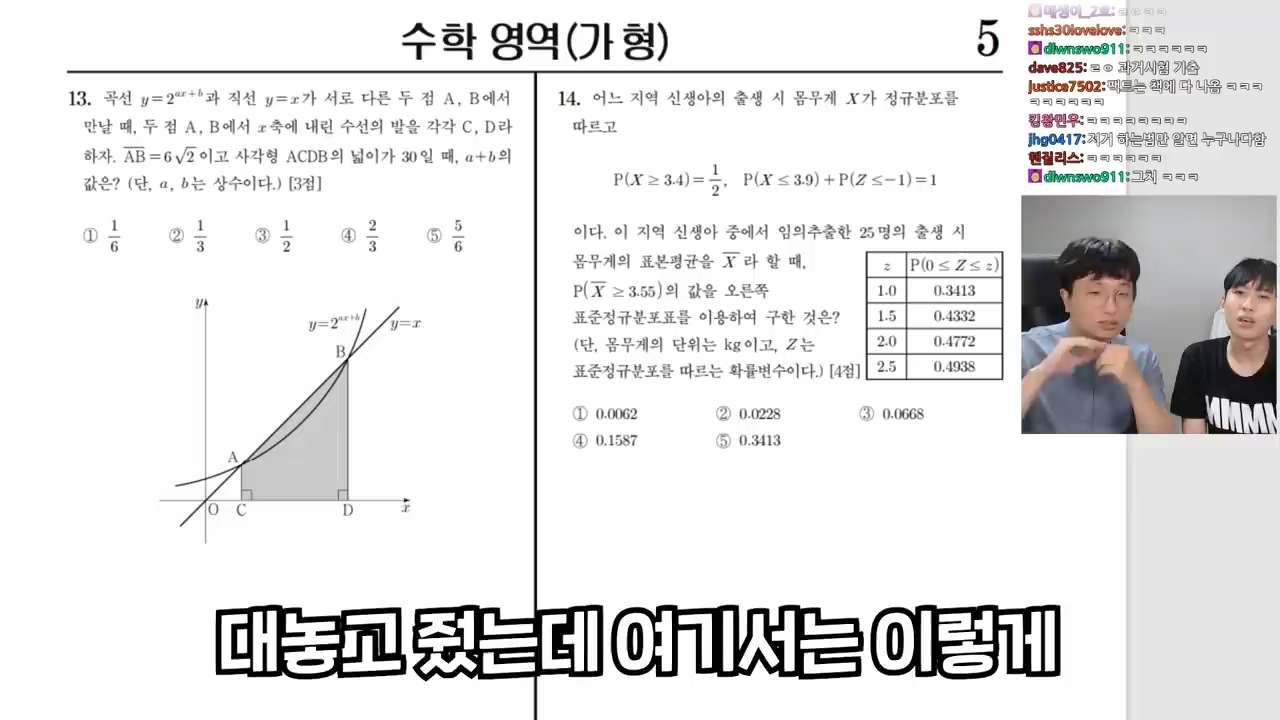 수학 영역(가 형)
5
13. 곡선 y=2^{ax+b}과 직선 y=x가 서로 다른 두 점 A, B에서
만날 때, 두 점 A, B에서 x축에 내린 수선의 발을 각각 C, D라
하자. \overline{AB}=6√2이고 사각형 ACDB의 넓이가 30일 때, a+b의
값은? (단, a, b는 상수이다.) [3점]
① 1/6 ② 1/3 ③ 1/2 ④ 2/3 ⑤ 5/6
y
y=2^{ax+b}
y=x
B
A
O C D x
14. 어느 지역 신생아의 출생 시 몸무게 X가 정규분포를
따르고
P(X≥3.4)=1/2, P(X≤3.9)+P(Z≤-1)=1
이다. 이 지역 신생아 중에서 임의추출한 25명의 출생 시
몸무게의 표본평균을 \overline{X}라 할 때,
P(\overline{X}≥3.55)의 값을 오른쪽
표준정규분포표를 이용하여 구한 것은?
(단, 몸무게의 단위는 kg이고, Z는
표준정규분포를 따르는 확률변수이다.) [4점]
z P(0≤Z≤z)
1.0 0.3413
1.5 0.4332
2.0 0.4772
2.5 0.4938
① 0.0062 ② 0.0228 ③ 0.0668
④ 0.1587 ⑤ 0.3413
sshs30lovelove: ㅋㅋㅋ
dlwnswo911: ㅋㅋㅋㅋㅋㅋ
dave825: ㄹㅇ 과거시험 기출
justice7502: 팩트는 책에 다 나옴 ㅋㅋㅋ
ㅋㅋㅋㅋㅋㅋ
킹왕민우: ㅋㅋㅋㅋㅋㅋㅋㅋ
jhg0417: 저거 하는법만 알면 누구나다함
헨질리스: ㅋㅋㅋㅋㅋㅋ
dlwnswo911: 그치 ㅋㅋㅋ
MMMM
대놓고 줬는데 여기서는 이렇게